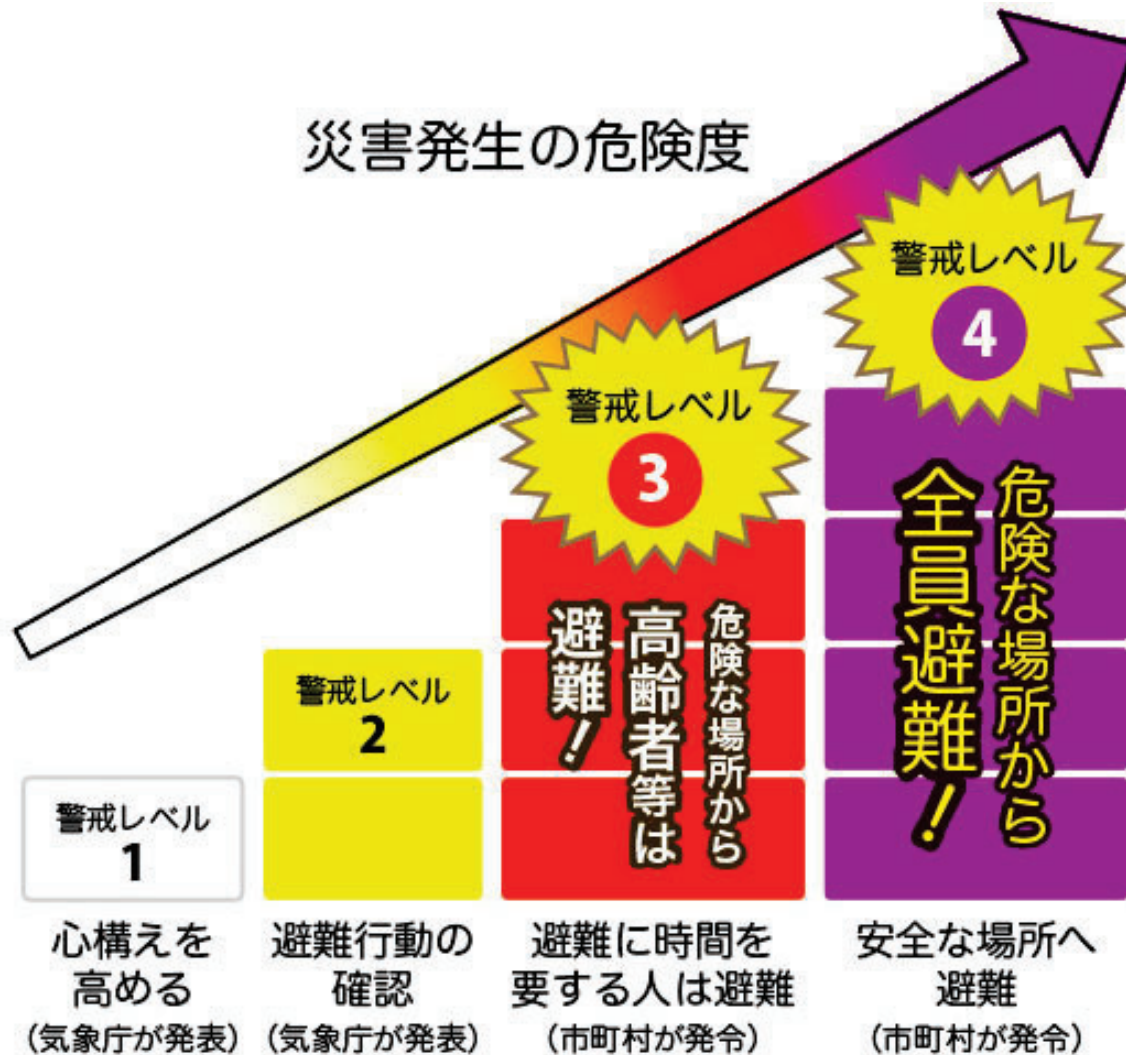 災害発生の危険度
警戒レベル
1
心構えを
高める
(気象庁が発表)
警戒レベル
2
避難行動の
確認
(気象庁が発表)
警戒レベル
3
危険な場所から
高齢者等は
避難!
避難に時間を
要する人は避難
(市町村が発令)
警戒レベル
4
危険な場所から
全員避難!
安全な場所へ
避難
(市町村が発令)